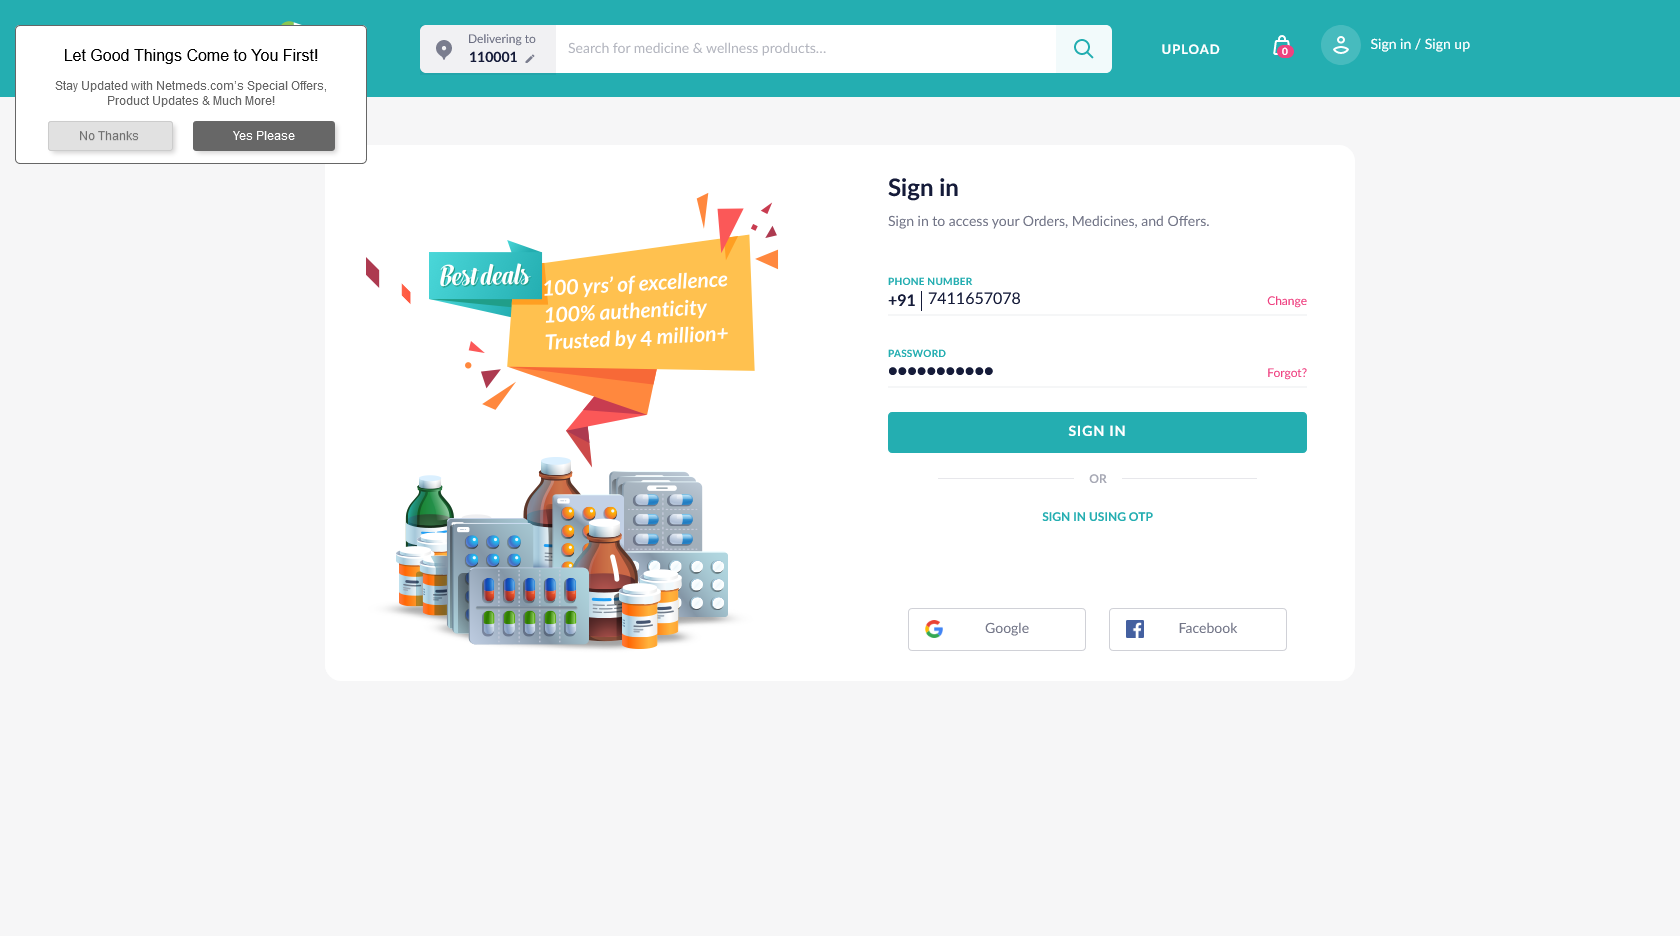 Let Good Things Come to You First!
Stay Updated with Netmeds.com's Special Offers,
Product Updates & Much More!
No Thanks
Yes Please
Delivering to
110001
Search for medicine & wellness products...
UPLOAD
0
Sign in / Sign up
Best deals
100 yrs' of excellence
100% authenticity
Trusted by 4 million+
Sign in
Sign in to access your Orders, Medicines, and Offers.
PHONE NUMBER
+91 7411657078
Change
PASSWORD
●●●●●●●●●●●
Forgot?
SIGN IN
OR
SIGN IN USING OTP
Google
Facebook